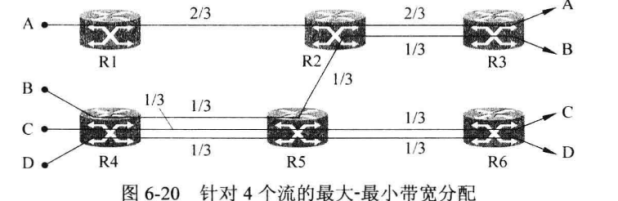 A 2/3 2/3 A
1/3 B
R1 R2 R3
1/3
B 1/3 1/3 1/3 C
C
D 1/3 1/3 D
R4 R5 R6
图 6-20 针对 4 个流的最大-最小带宽分配